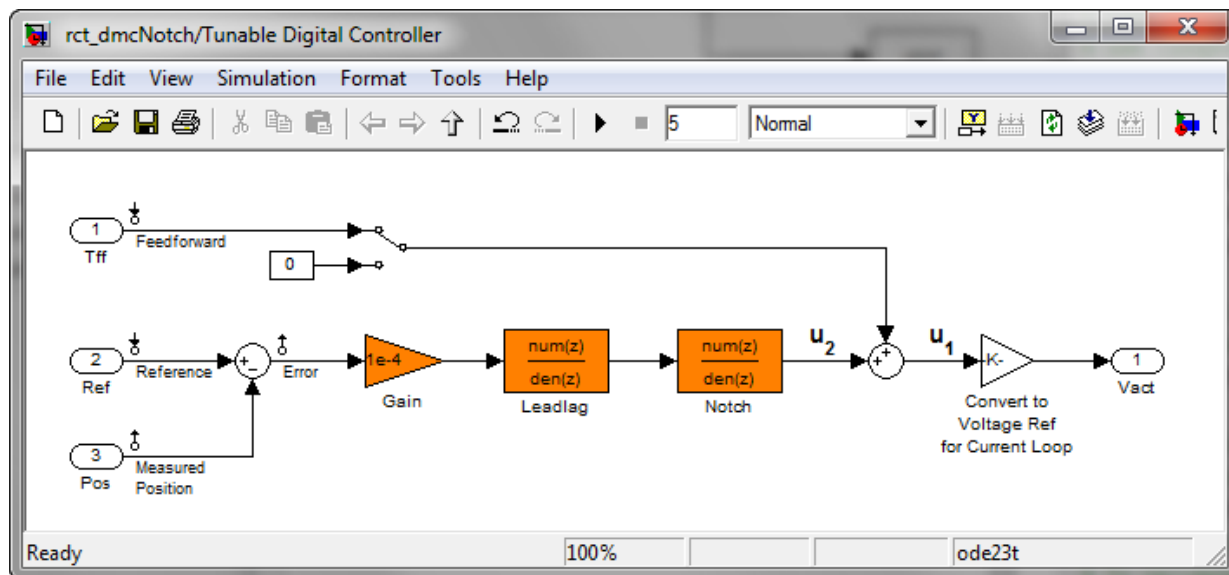 rct_dmcNotch/Tunable Digital Controller
File Edit View Simulation Format Tools Help
5 Normal
1
Feedforward
Tff
0
2
Reference
Ref
Error
1e-4
Gain
num(z)
den(z)
Leadlag
num(z)
den(z)
Notch
u2
u1
-K-
Convert to
Voltage Ref
for Current Loop
1
Vact
3
Pos
Measured
Position
Ready 100% ode23t